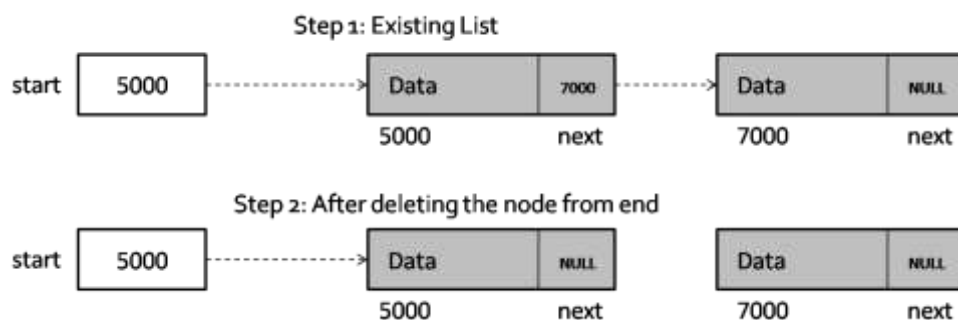 Step 1: Existing List
start 5000 Data 7000 Data NULL
5000 next 7000 next
Step 2: After deleting the node from end
start 5000 Data NULL Data NULL
5000 next 7000 next